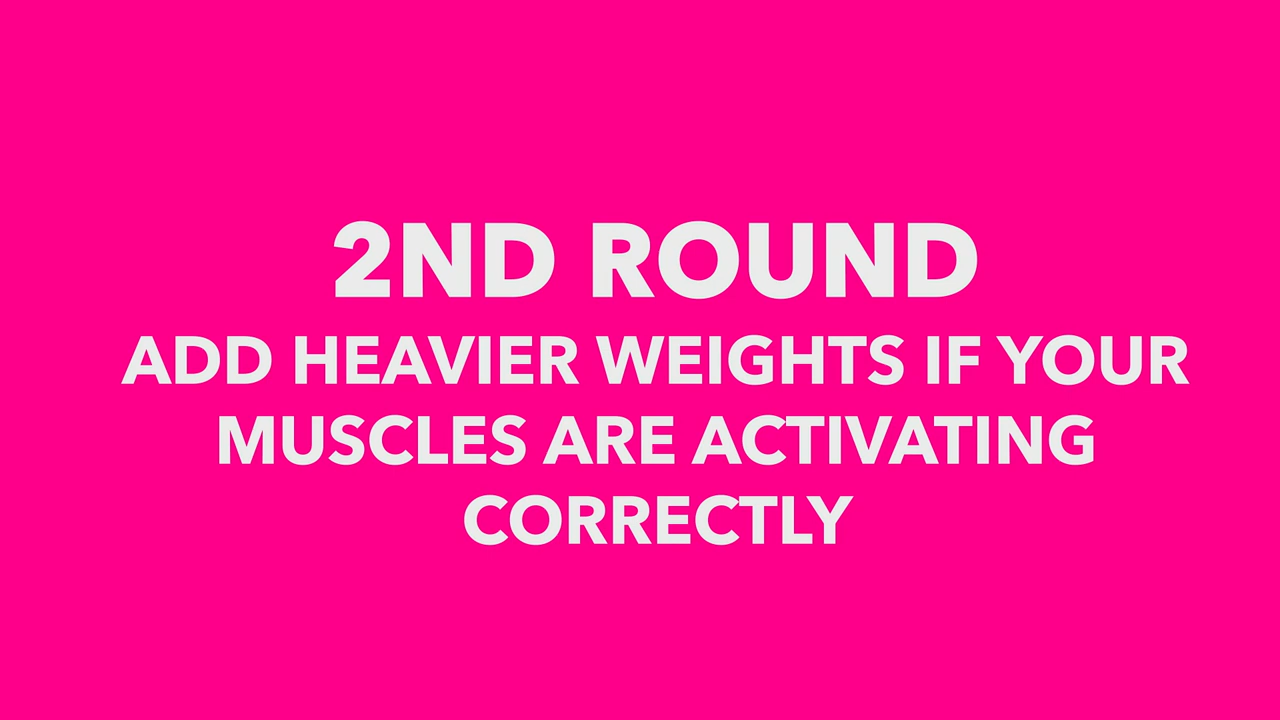 2ND ROUND
ADD HEAVIER WEIGHTS IF YOUR
MUSCLES ARE ACTIVATING
CORRECTLY